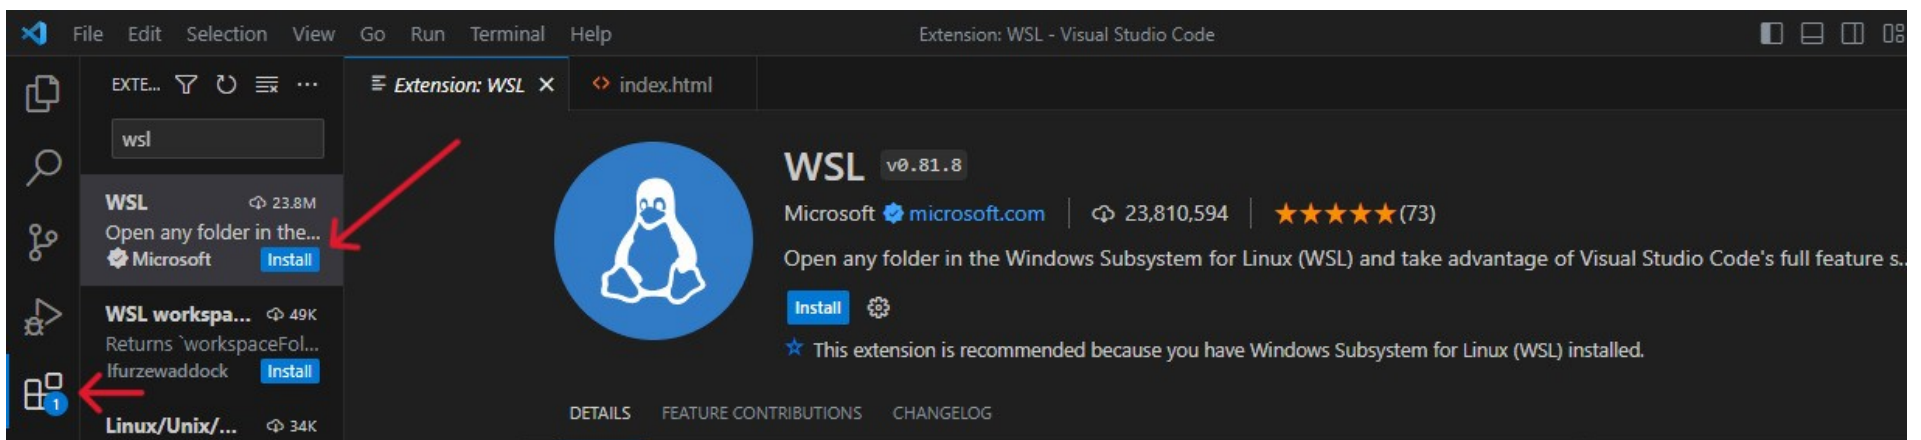 File Edit Selection View Go Run Terminal Help
Extension: WSL - Visual Studio Code
EXTE... ...
Extension: WSL
index.html
wsl
WSL 23.8M
Open any folder in the...
Microsoft Install
WSL workspa... 49K
Returns `workspaceFol...
lfurzewaddock Install
Linux/Unix/... 34K
1
WSL v0.81.8
Microsoft microsoft.com 23,810,594 (73)
Open any folder in the Windows Subsystem for Linux (WSL) and take advantage of Visual Studio Code's full feature s...
Install
This extension is recommended because you have Windows Subsystem for Linux (WSL) installed.
DETAILS FEATURE CONTRIBUTIONS CHANGELOG